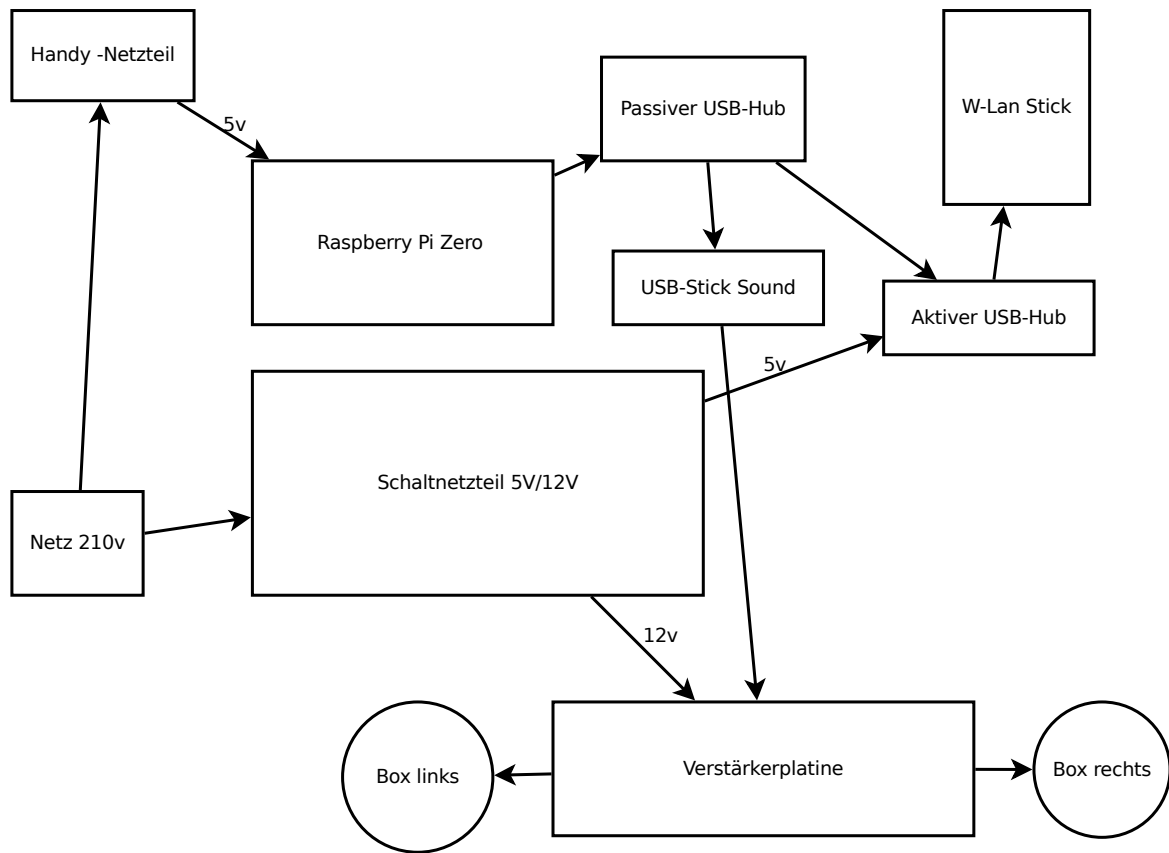 Handy -Netzteil
Passiver USB-Hub
W-Lan Stick
5v
Raspberry Pi Zero
USB-Stick Sound
Aktiver USB-Hub
5v
Schaltnetzteil 5V/12V
Netz 210v
12v
Box links
Verstärkerplatine
Box rechts